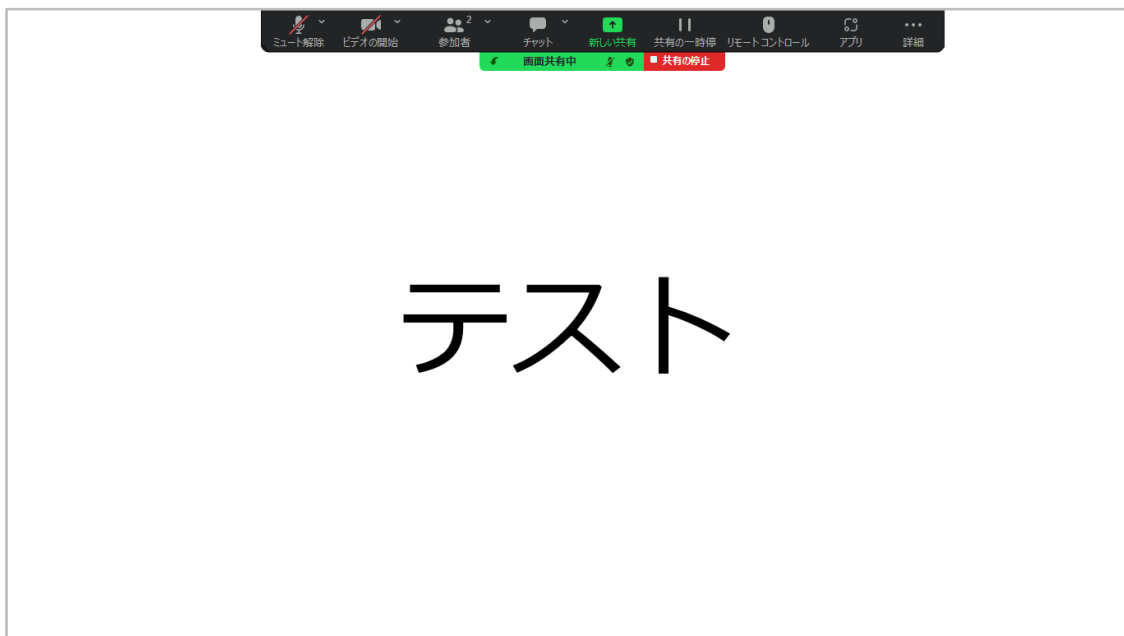 2
ミュート解除 ビデオの開始 参加者 チャット 新しい共有 共有の一時停 リモートコントロール アプリ 詳細
画面共有中 共有の停止
テスト